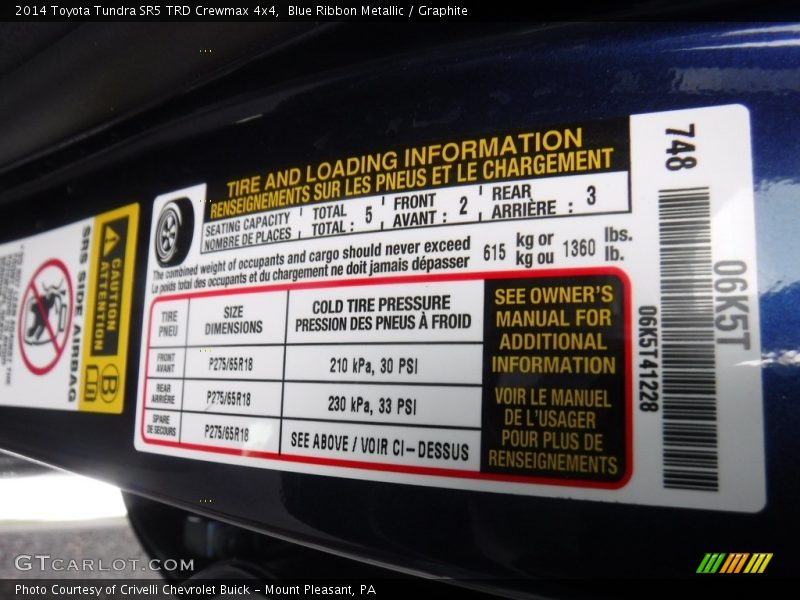 2014 Toyota Tundra SR5 TRD Crewmax 4x4, Blue Ribbon Metallic / Graphite
TIRE AND LOADING INFORMATION
RENSEIGNEMENTS SUR LES PNEUS ET LE CHARGEMENT
SEATING CAPACITY
NOMBRE DE PLACES
TOTAL
TOTAL : 5
FRONT
AVANT : 2
REAR
ARRIÈRE : 3
The combined weight of occupants and cargo should never exceed
Le poids total des occupants et du chargement ne doit jamais dépasser
615 kg or 1360 lbs.
kg ou lb.
TIRE
PNEU
SIZE
DIMENSIONS
COLD TIRE PRESSURE
PRESSION DES PNEUS À FROID
FRONT
AVANT
P275/65R18
210 kPa, 30 PSI
REAR
ARRIÈRE
P275/65R18
230 kPa, 33 PSI
SPARE
DE SECOURS
P275/65R18
SEE ABOVE / VOIR CI-DESSUS
SEE OWNER'S
MANUAL FOR
ADDITIONAL
INFORMATION
VOIR LE MANUEL
DE L'USAGER
POUR PLUS DE
RENSEIGNEMENTS
748
06K5T41228
06K5T
CAUTION
ATTENTION
SRS SIDE AIRBAG
GTCARLOT.COM
Photo Courtesy of Crivelli Chevrolet Buick - Mount Pleasant, PA